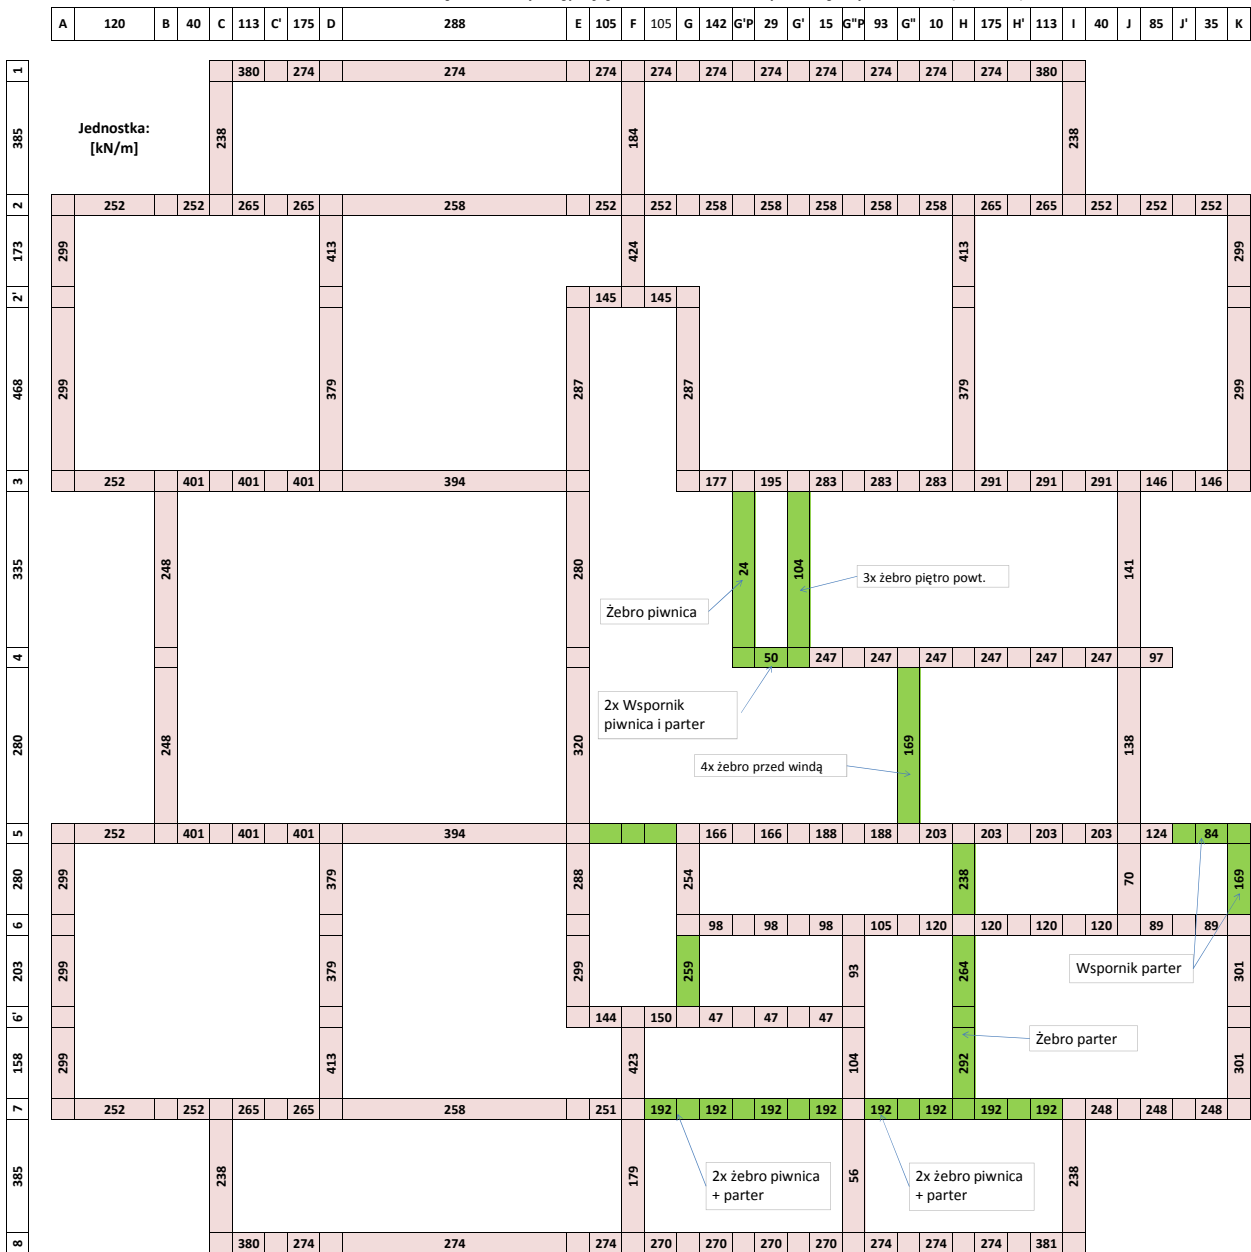 A 120 B 40 C 113 C' 175 D 288 E 105 F 105 G 142 G'P 29 G' 15 G"P 93 G" 10 H 175 H' 113 I 40 J 85 J' 35 K
1 380 274 274 274 274 274 274 274 274 274 274 380
385 Jednostka: 238 184 238
[kN/m]
2 252 252 265 265 258 252 252 258 258 258 258 258 265 265 252 252 252
173 299 413 424 413 299
2' 145 145
468 299 379 287 287 379 299
3 252 401 401 401 394 177 195 283 283 283 291 291 291 146 146
335 248 280 24 104 141
3x żebro piętro powt.
Żebro piwnica
4 50 247 247 247 247 247 247 97
2x Wspornik
piwnica i parter
280 248 320 169 138
4x żebro przed windą
5 252 401 401 401 394 166 166 188 188 203 203 203 203 124 84
280 299 379 288 254 238 70 169
6 98 98 98 105 120 120 120 120 89 89
203 299 379 299 259 93 264 301
Wspornik parter
6' 144 150 47 47 47
158 299 413 423 104 292 301
Żebro parter
7 252 252 265 265 258 251 192 192 192 192 192 192 192 192 248 248 248
385 238 179 56 238
2x żebro piwnica
+ parter
2x żebro piwnica
+ parter
8 380 274 274 274 270 270 270 270 274 274 274 381